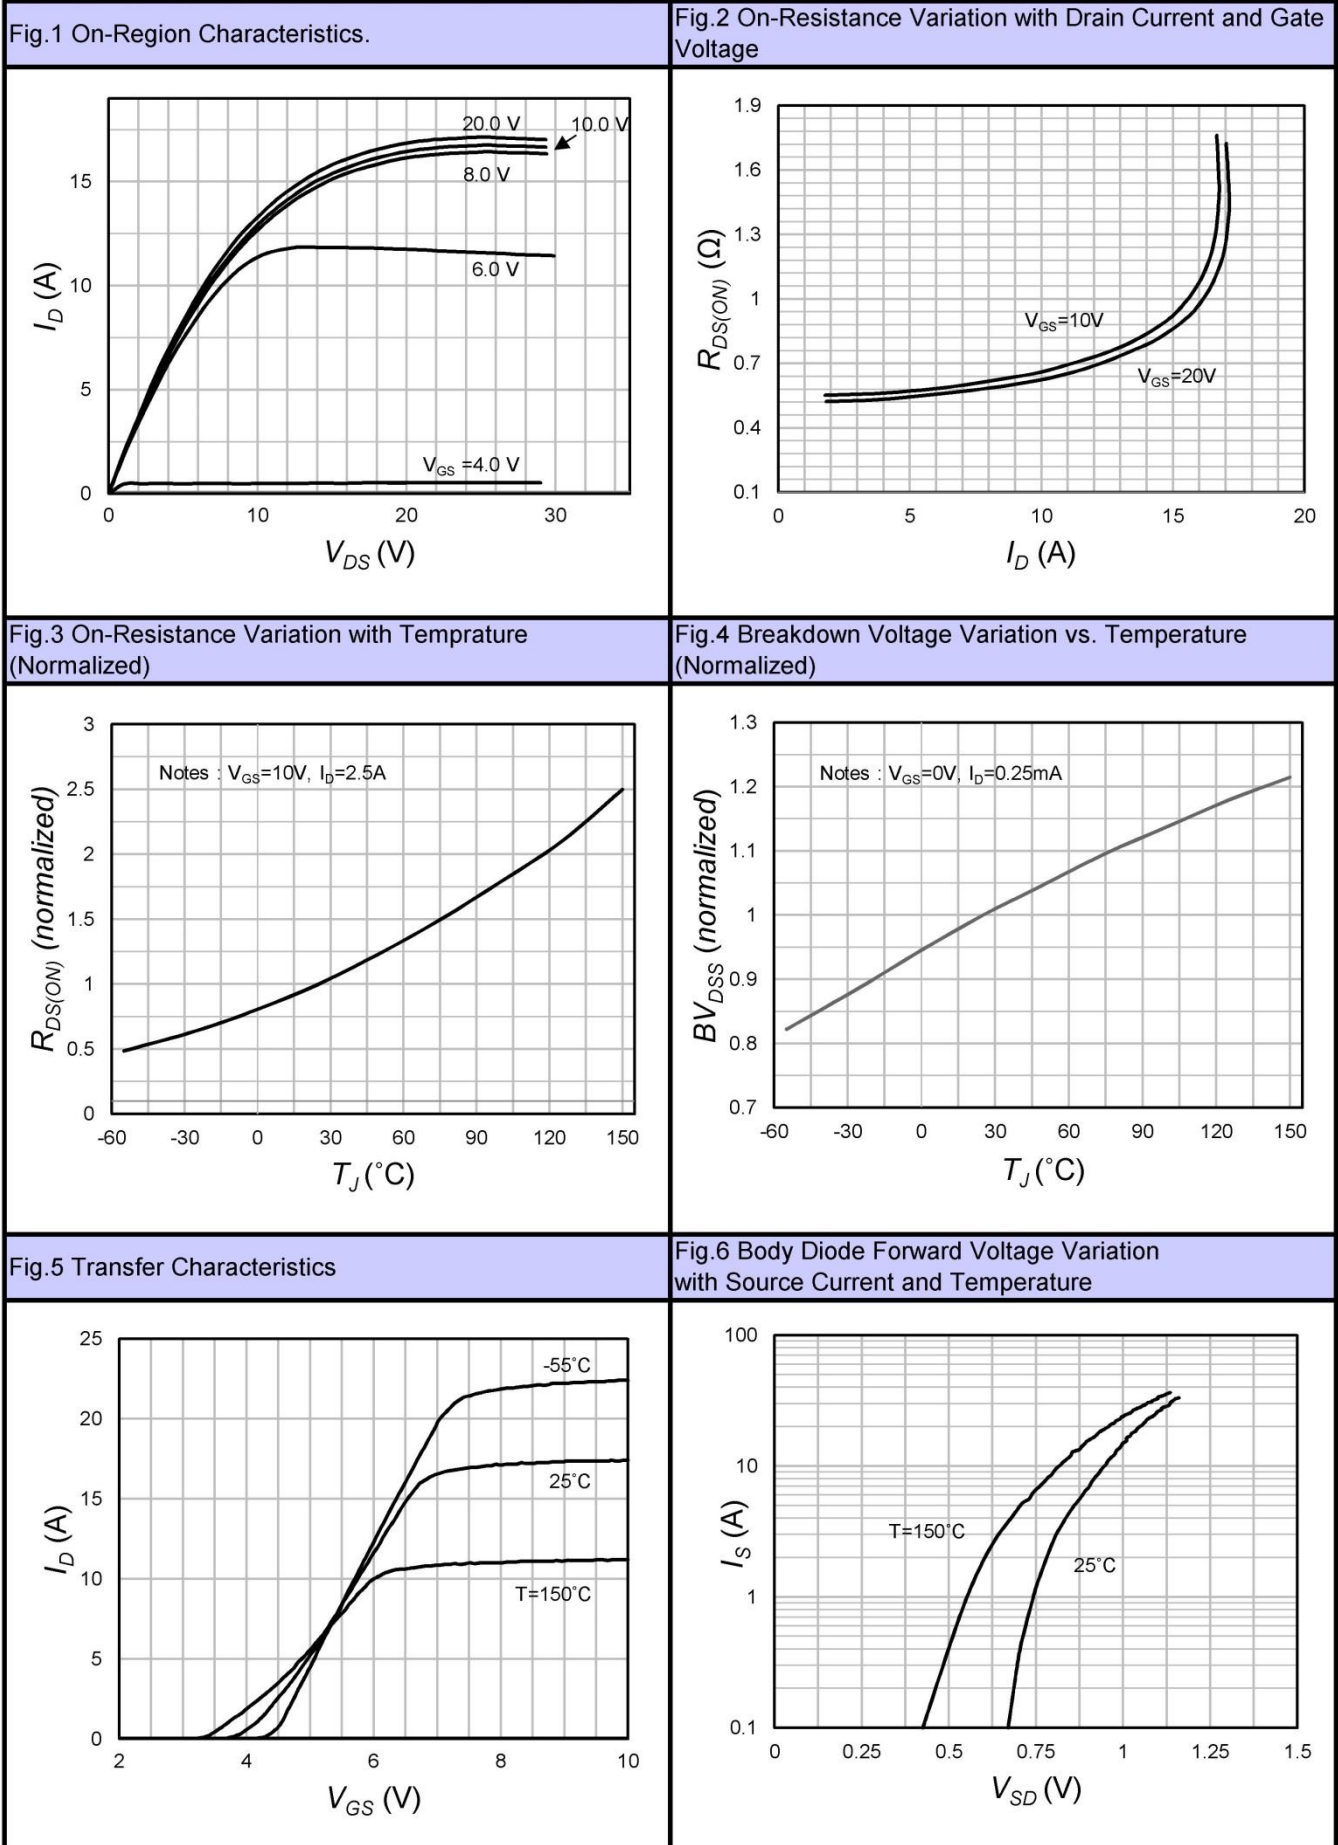 Fig.1 On-Region Characteristics.
20.0 V
10.0 V
8.0 V
6.0 V
V_GS =4.0 V
15
10
5
0
0 10 20 30
I_D (A)
V_DS (V)
Fig.2 On-Resistance Variation with Drain Current and Gate
Voltage
1.9
1.6
1.3
1
0.7
0.4
0.1
V_GS=10V
V_GS=20V
0 5 10 15 20
R_DS(ON) (Ω)
I_D (A)
Fig.3 On-Resistance Variation with Temprature
(Normalized)
Notes : V_GS=10V, I_D=2.5A
3
2.5
2
1.5
1
0.5
0
-60 -30 0 30 60 90 120 150
R_DS(ON) (normalized)
T_J (°C)
Fig.4 Breakdown Voltage Variation vs. Temperature
(Normalized)
Notes : V_GS=0V, I_D=0.25mA
1.3
1.2
1.1
1
0.9
0.8
0.7
-60 -30 0 30 60 90 120 150
BV_DSS (normalized)
T_J (°C)
Fig.5 Transfer Characteristics
25
20
15
10
5
0
-55°C
25°C
T=150°C
2 4 6 8 10
I_D (A)
V_GS (V)
Fig.6 Body Diode Forward Voltage Variation
with Source Current and Temperature
100
10
1
0.1
T=150°C
25°C
0 0.25 0.5 0.75 1 1.25 1.5
I_S (A)
V_SD (V)